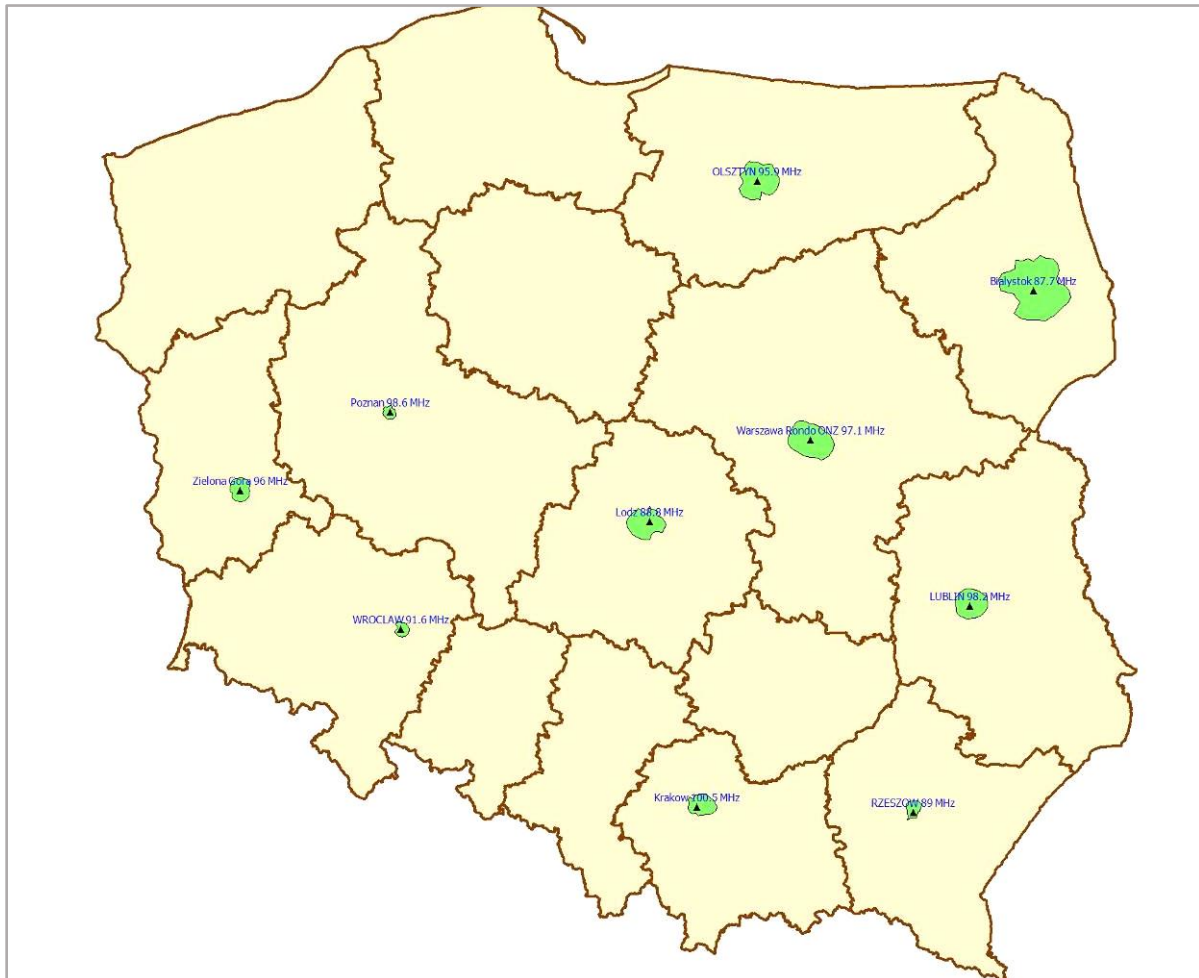 OLSZTYN 95.9 MHz
Bialystok 87.7 MHz
Poznan 98.6 MHz
Warszawa Rondo ONZ 97.1 MHz
Zielona Gora 96 MHz
Lodz 88.8 MHz
LUBLIN 98.2 MHz
WROCLAW 91.6 MHz
Krakow 100.5 MHz
RZESZOW 89 MHz